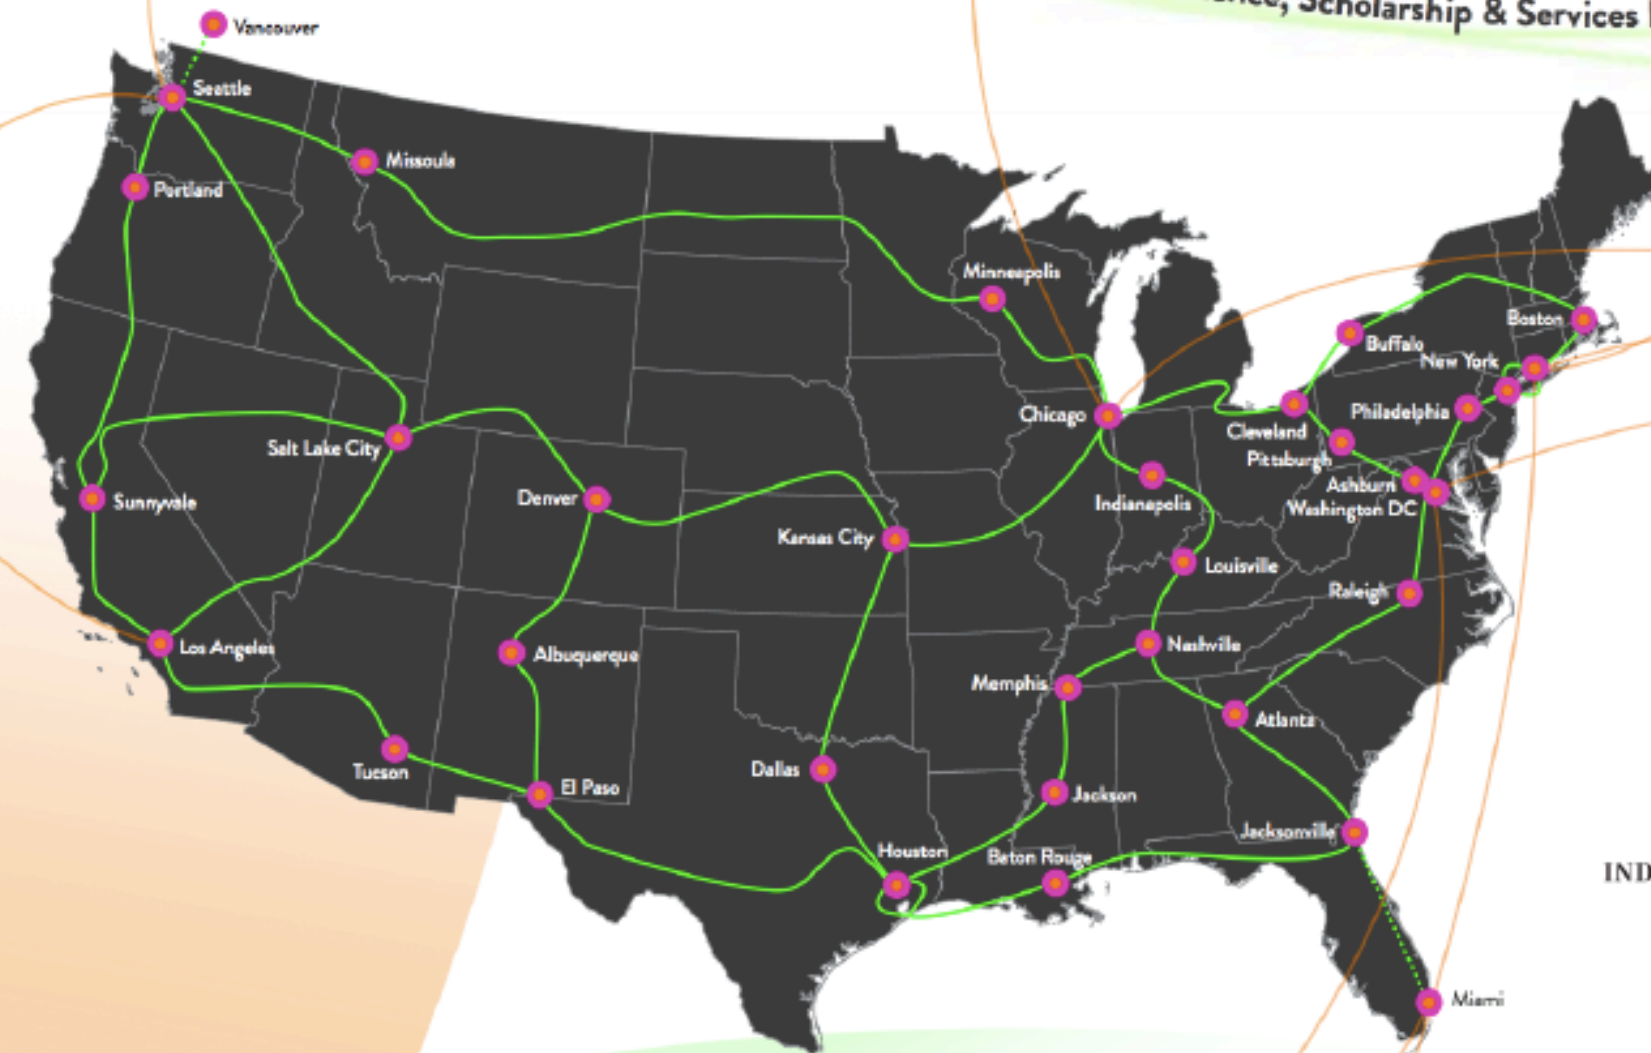 Scholarship & Services
Vancouver
Seattle
Missoula
Portland
Minneapolis
Boston
Buffalo
New York
Chicago
Philadelphia
Cleveland
Salt Lake City
Pittsburgh
Ashburn
Denver
Sunnyvale
Indianapolis
Washington DC
Kansas City
Louisville
Raleigh
Los Angeles
Albuquerque
Nashville
Memphis
Atlanta
Tucson
Dallas
El Paso
Jackson
Jacksonville
Houston
Baton Rouge
IND
Miami